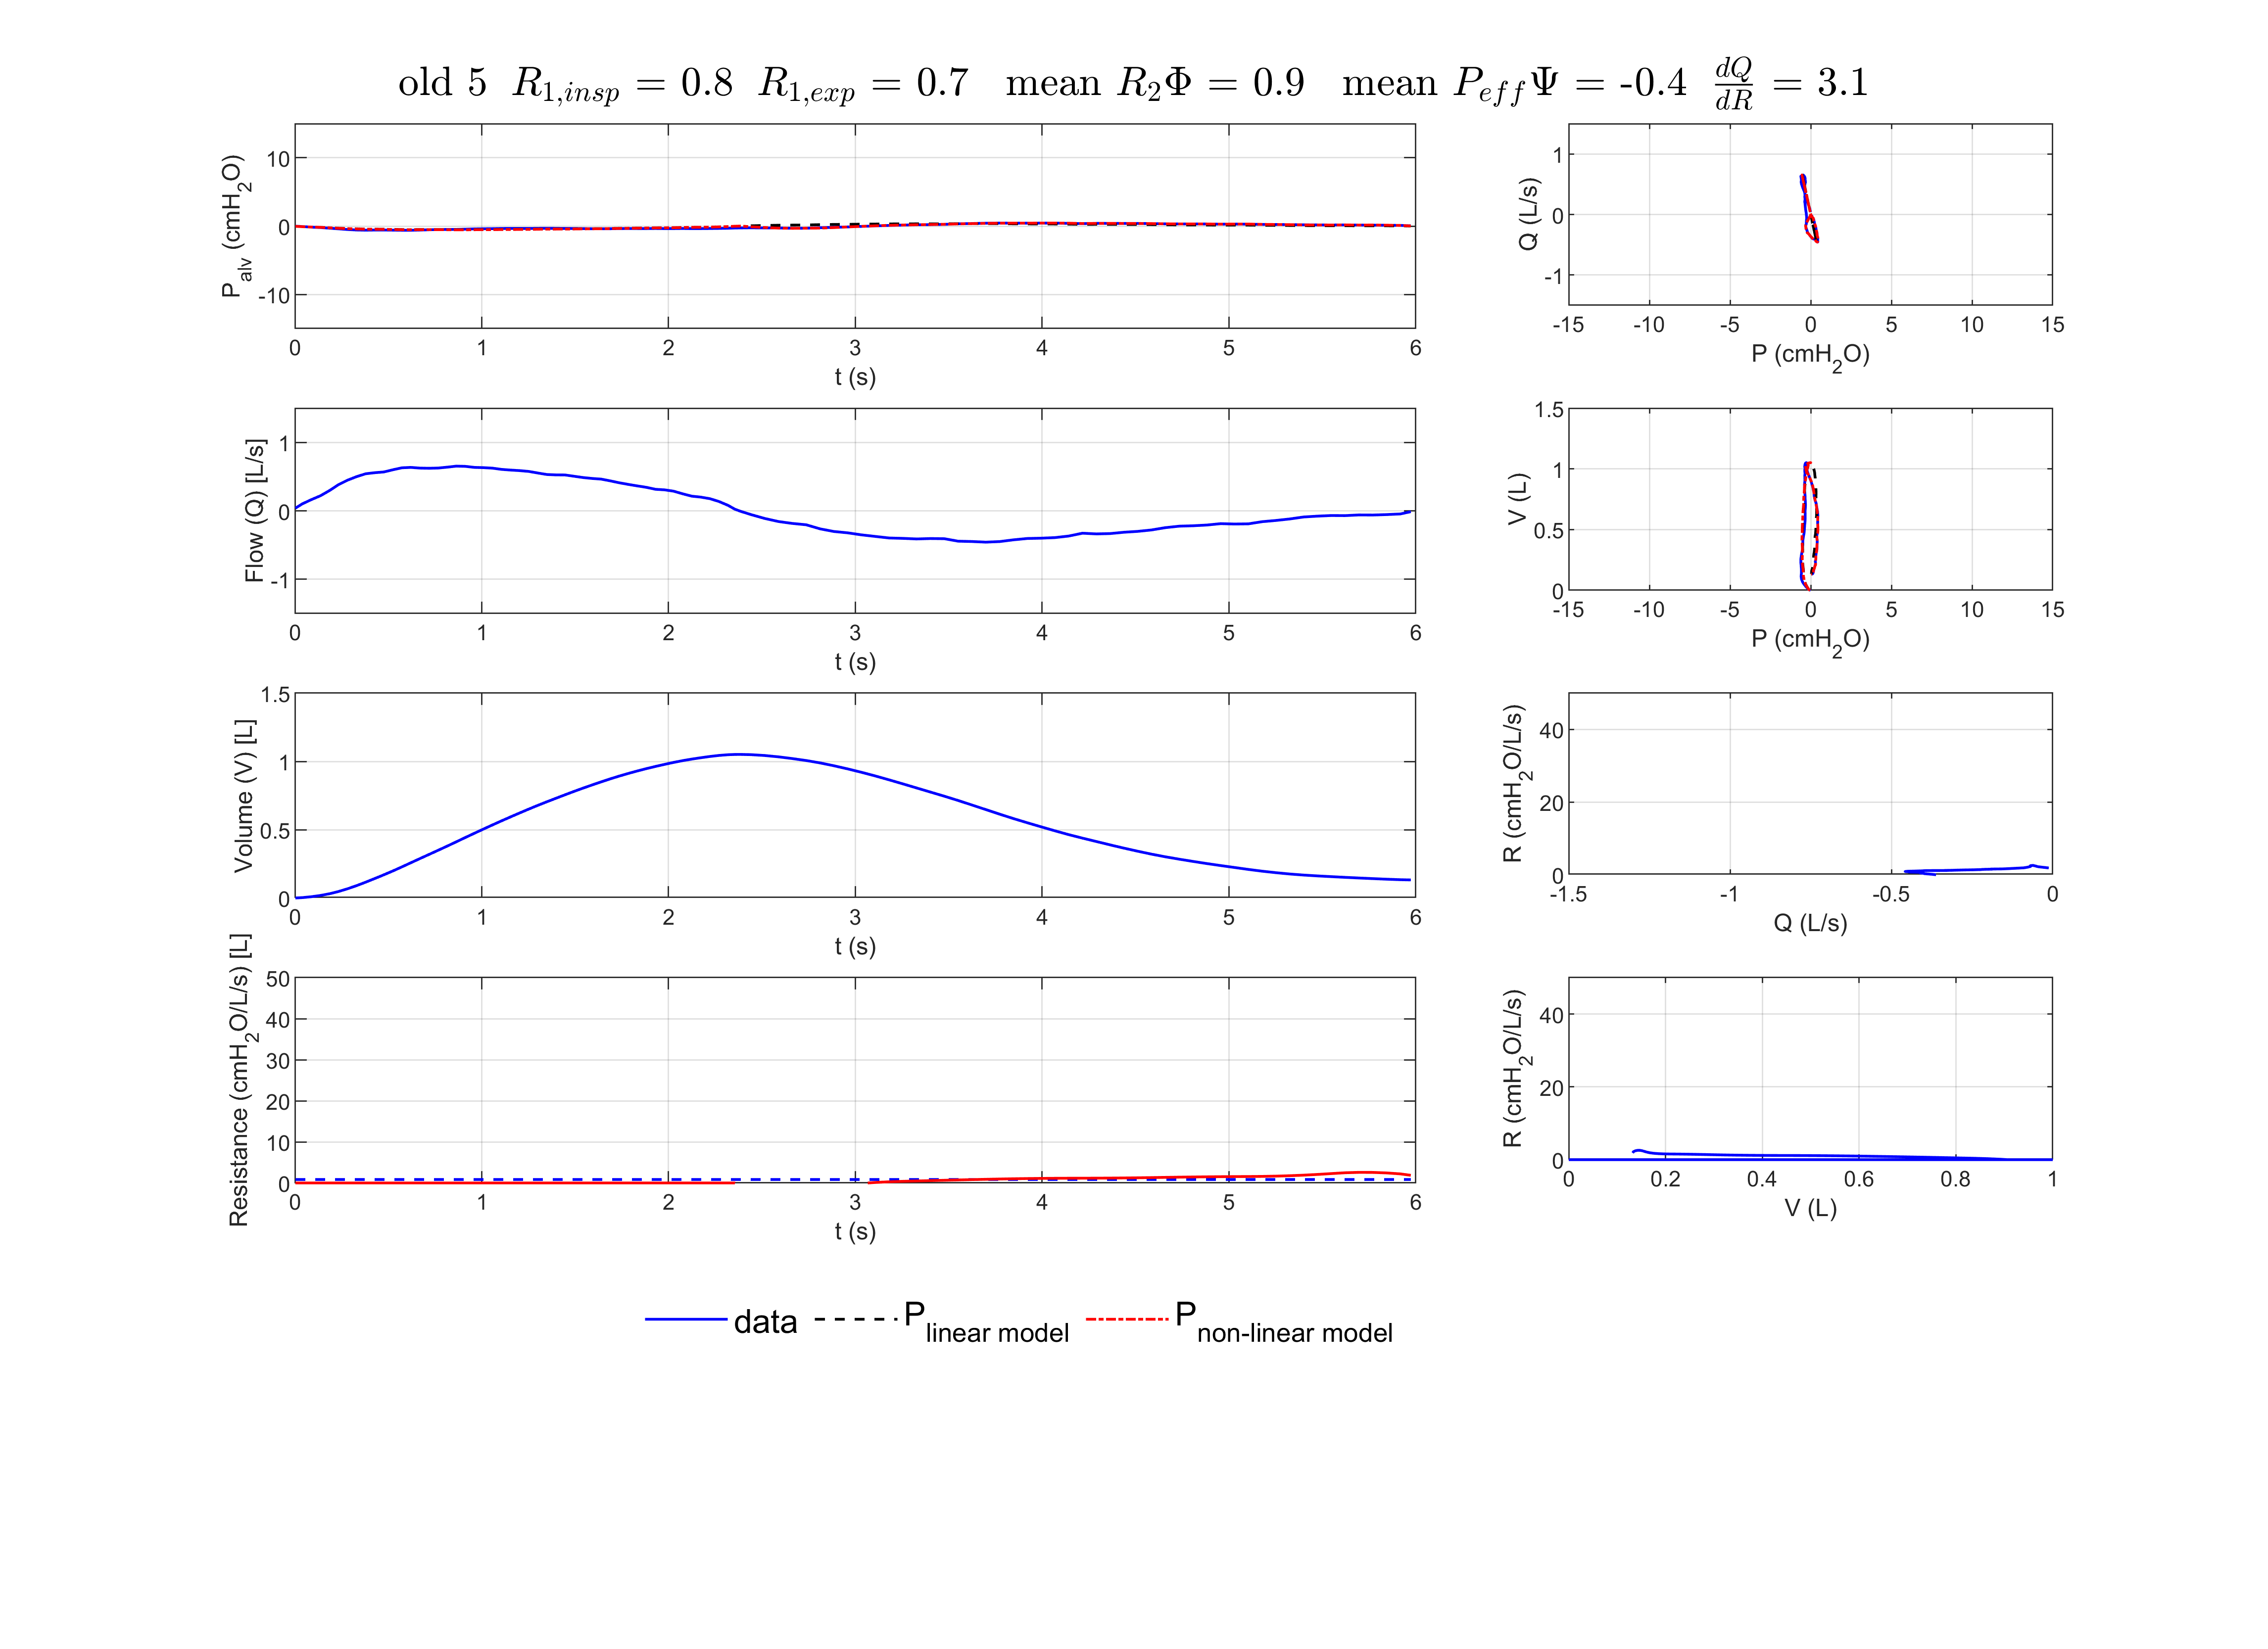 old 5 R1,insp = 0.8 R1,exp = 0.7 mean R2Φ = 0.9 mean PeffΨ = -0.4 dQ/dR = 3.1
Palv (cmH2O)
10
0
-10
0 1 2 3 4 5 6
t (s)
Q (L/s)
1
0
-1
-15 -10 -5 0 5 10 15
P (cmH2O)
Flow (Q) [L/s]
1
0
-1
0 1 2 3 4 5 6
t (s)
V (L)
1.5
1
0.5
0
-15 -10 -5 0 5 10 15
P (cmH2O)
Volume (V) [L]
1.5
1
0.5
0
0 1 2 3 4 5 6
t (s)
R (cmH2O/L/s)
40
20
0
-1.5 -1 -0.5 0
Q (L/s)
Resistance (cmH2O/L/s) [L]
50
40
30
20
10
0
0 1 2 3 4 5 6
t (s)
R (cmH2O/L/s)
40
20
0
0 0.2 0.4 0.6 0.8 1
V (L)
data Plinear model Pnon-linear model